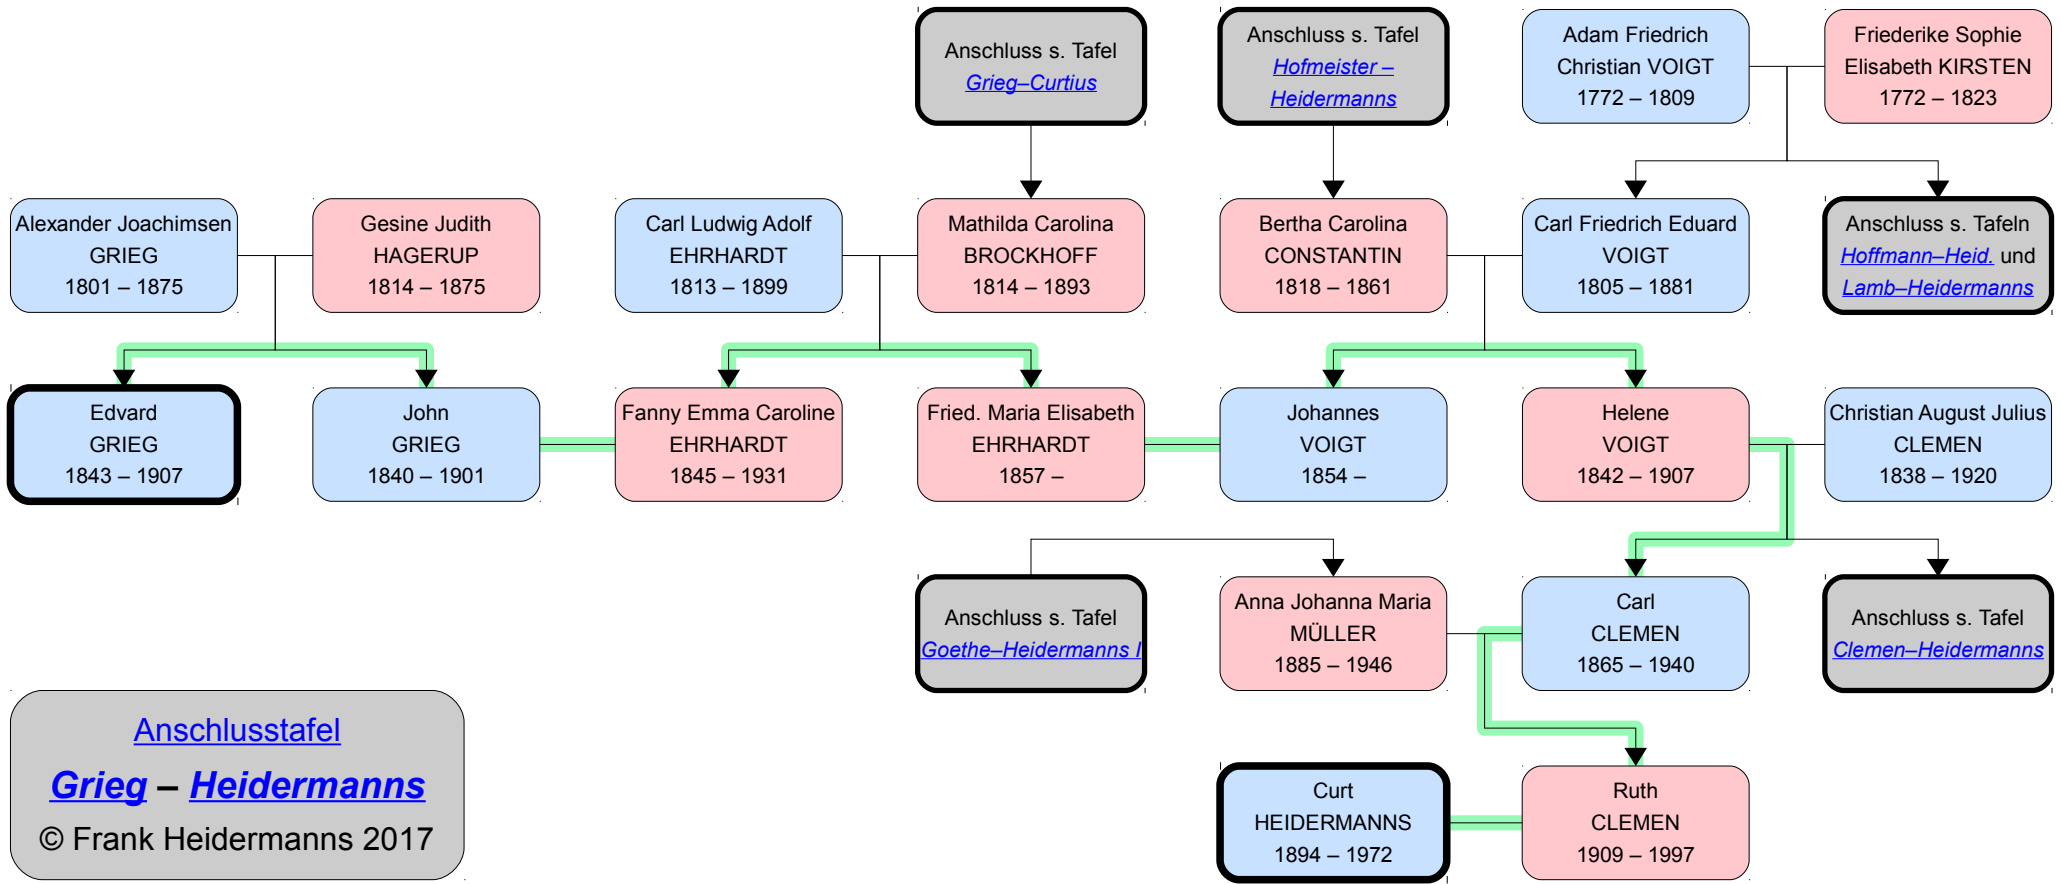 Anschluss s. Tafel
Grieg–Curtius
Anschluss s. Tafel
Hofmeister –
Heidermanns
Adam Friedrich
Christian VOIGT
1772 – 1809
Friederike Sophie
Elisabeth KIRSTEN
1772 – 1823
Alexander Joachimsen
GRIEG
1801 – 1875
Gesine Judith
HAGERUP
1814 – 1875
Carl Ludwig Adolf
EHRHARDT
1813 – 1899
Mathilda Carolina
BROCKHOFF
1814 – 1893
Bertha Carolina
CONSTANTIN
1818 – 1861
Carl Friedrich Eduard
VOIGT
1805 – 1881
Anschluss s. Tafeln
Hoffmann–Heid. und
Lamb–Heidermanns
Edvard
GRIEG
1843 – 1907
John
GRIEG
1840 – 1901
Fanny Emma Caroline
EHRHARDT
1845 – 1931
Fried. Maria Elisabeth
EHRHARDT
1857 –
Johannes
VOIGT
1854 –
Helene
VOIGT
1842 – 1907
Christian August Julius
CLEMEN
1838 – 1920
Anschluss s. Tafel
Goethe–Heidermanns I
Anna Johanna Maria
MÜLLER
1885 – 1946
Carl
CLEMEN
1865 – 1940
Anschluss s. Tafel
Clemen–Heidermanns
Anschlusstafel
Grieg – Heidermanns
© Frank Heidermanns 2017
Curt
HEIDERMANNS
1894 – 1972
Ruth
CLEMEN
1909 – 1997